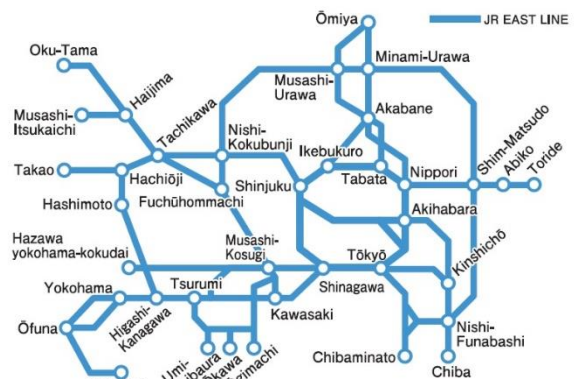 Ōmiya
JR EAST LINE
Oku-Tama
Haijima
Minami-Urawa
Musashi-
Urawa
Musashi-
Itsukaichi
Tachikawa
Akabane
Nishi-
Kokubunji
Ikebukuro
Shim-Matsudo
Abiko
Toride
Takao
Hachiōji
Tabata
Nippori
Shinjuku
Hashimoto
Fuchūhommachi
Akihabara
Hazawa
yokohama-kokudai
Musashi-
Kosugi
Tōkyō
Kinshichō
Yokohama
Tsurumi
Shinagawa
Ōfuna
Higashi-
Kanagawa
Kawasaki
Nishi-
Funabashi
Umi-
Chibaminato
Chiba